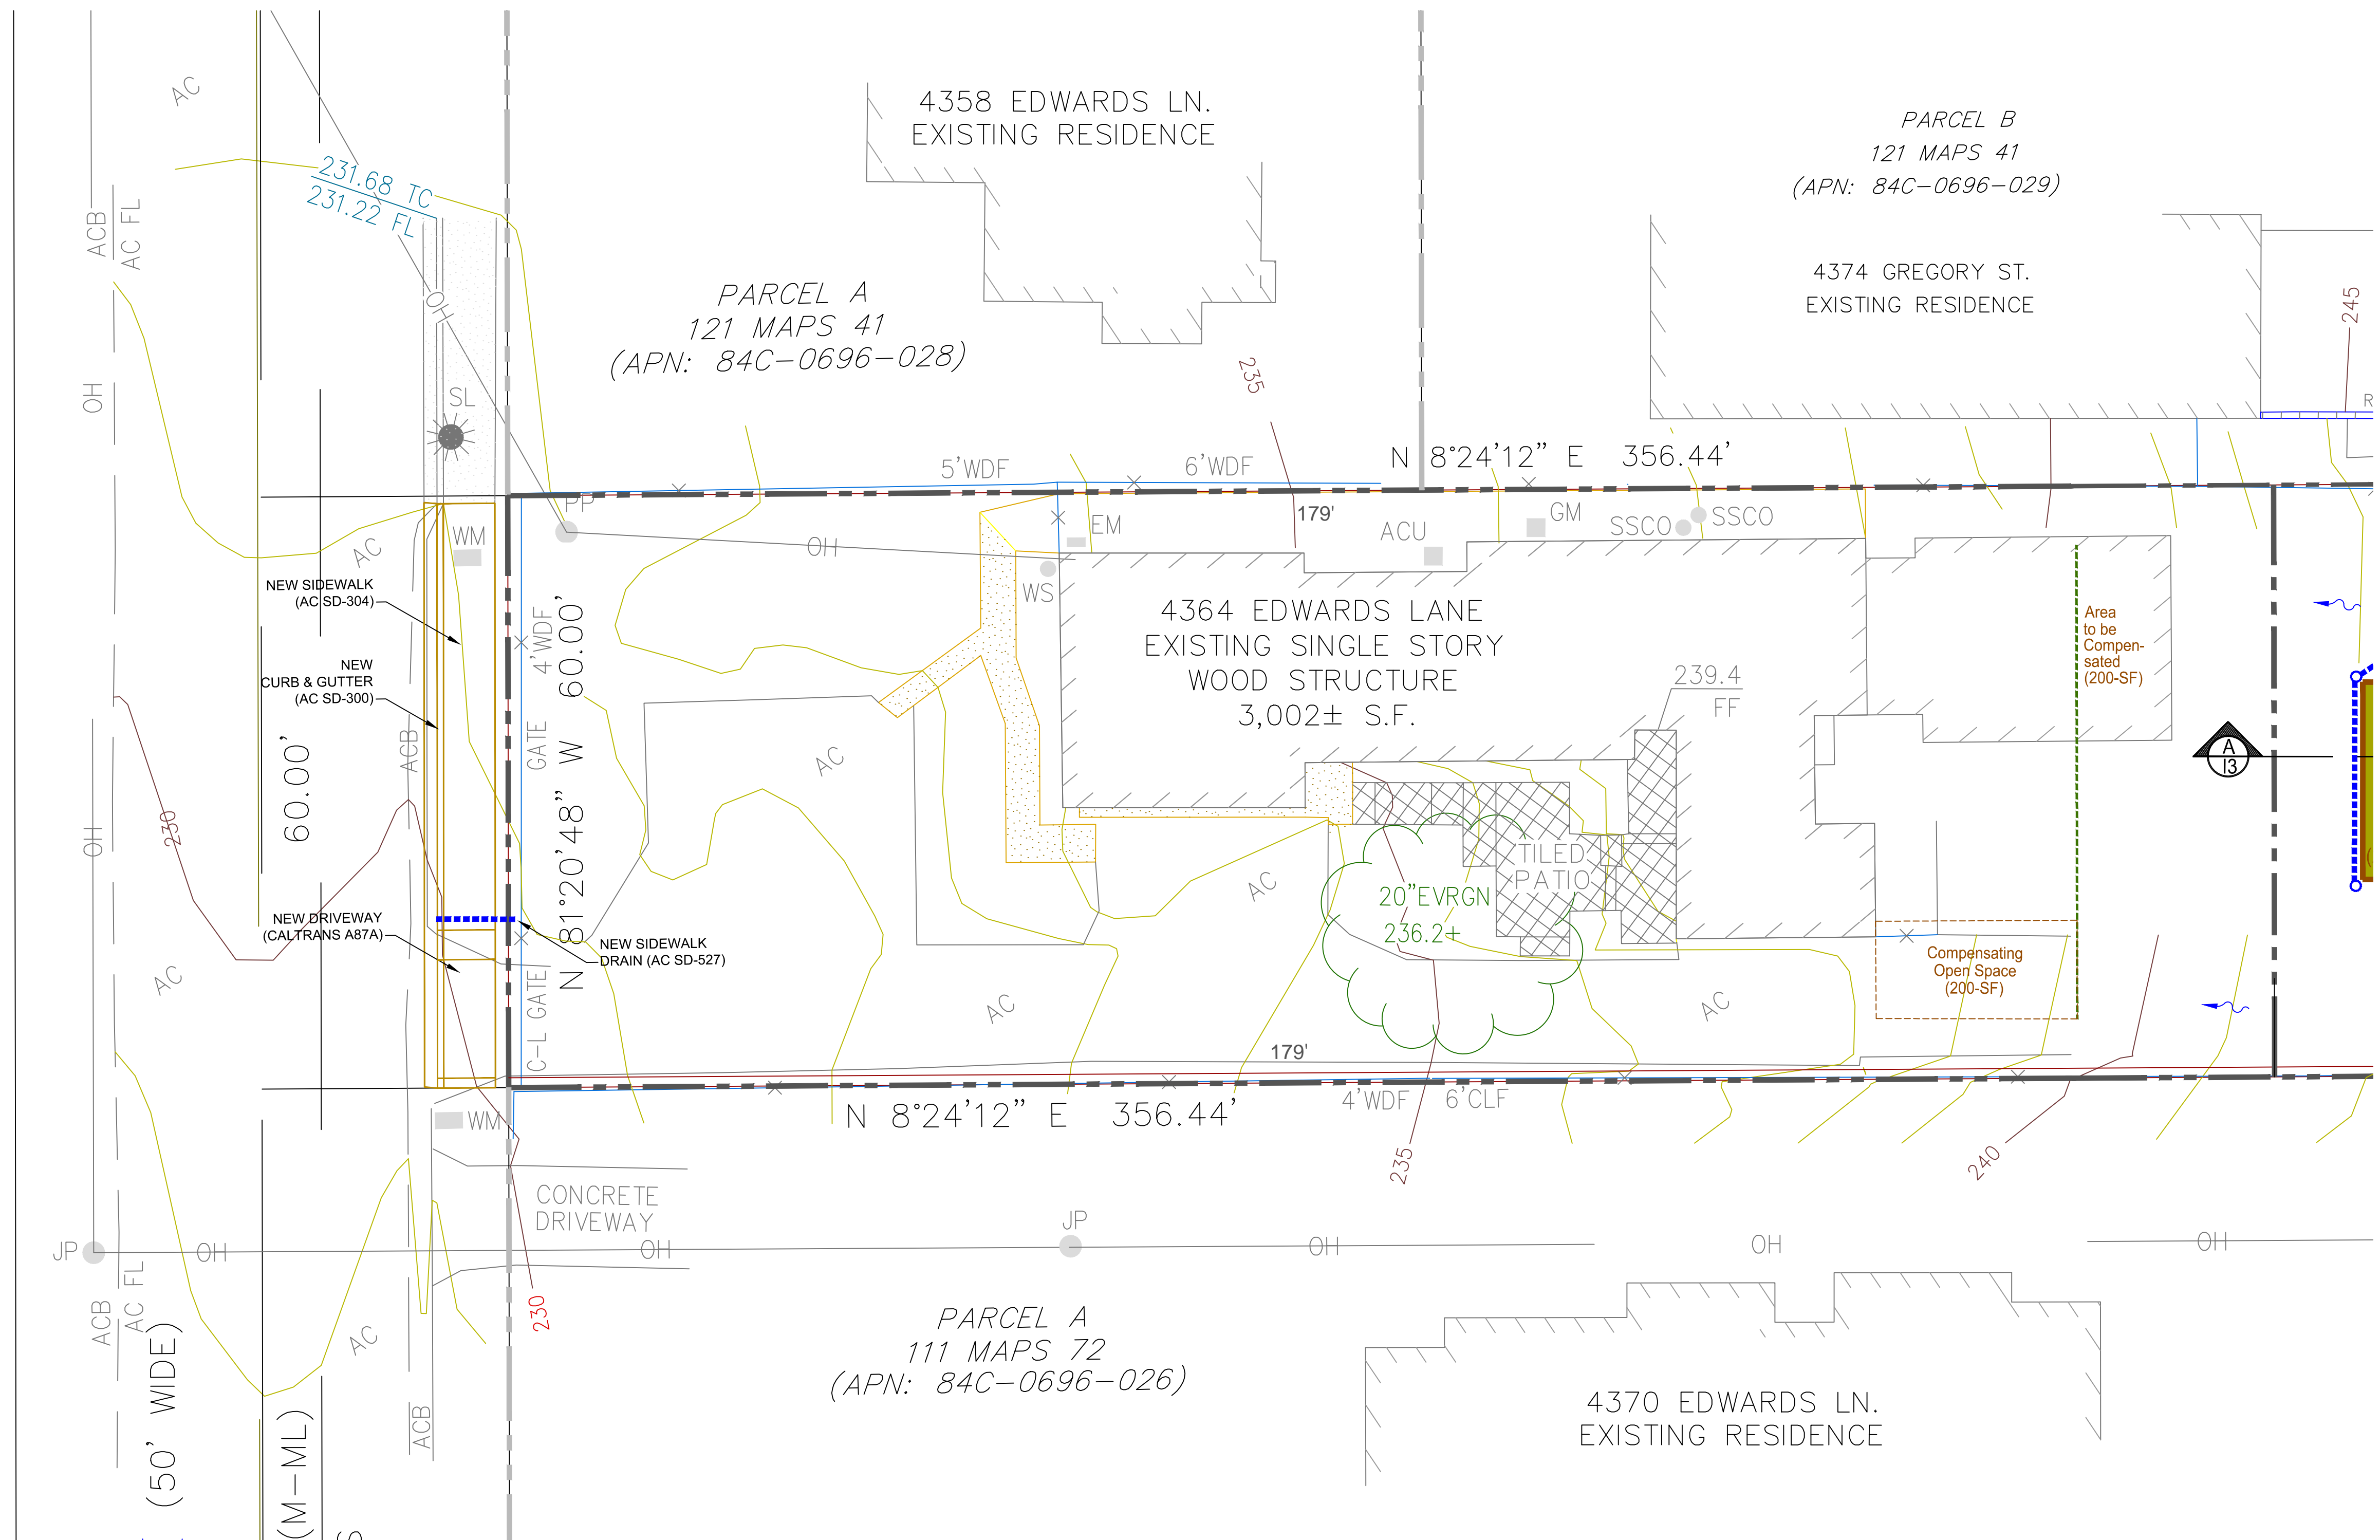 AC
4358 EDWARDS LN.
EXISTING RESIDENCE
PARCEL B
121 MAPS 41
(APN: 84C-0696-029)
231.68 TC
231.22 FL
ACB
AC FL
4374 GREGORY ST.
EXISTING RESIDENCE
245
PARCEL A
121 MAPS 41
(APN: 84C-0696-028)
OH
OH
SL
235
R
5'WDF
6'WDF
N 8°24'12" E 356.44'
PP
179'
EM
ACU
GM
SSCO
SSCO
WM
AC
OH
WS
NEW SIDEWALK
(AC SD-304)
4'WDF
60.00'
4364 EDWARDS LANE
EXISTING SINGLE STORY
WOOD STRUCTURE
3,002± S.F.
Area
to be
Compen-
sated
(200-SF)
NEW
CURB & GUTTER
(AC SD-300)
239.4
FF
GATE
ACB
60.00'
AC
A
I3
230
OH
N 81°20'48" W
TILED
PATIO
20"EVRGN
236.2+
AC
NEW DRIVEWAY
(CALTRANS A87A)
NEW SIDEWALK
DRAIN (AC SD-527)
Compensating
Open Space
(200-SF)
C-L GATE
AC
AC
AC
179'
N 8°24'12" E 356.44'
4'WDF
6'CLF
WM
235
240
CONCRETE
DRIVEWAY
JP
JP
OH
OH
OH
OH
OH
ACB
AC FL
230
AC
PARCEL A
111 MAPS 72
(APN: 84C-0696-026)
4370 EDWARDS LN.
EXISTING RESIDENCE
(50' WIDE)
(M-ML)
ACB
S